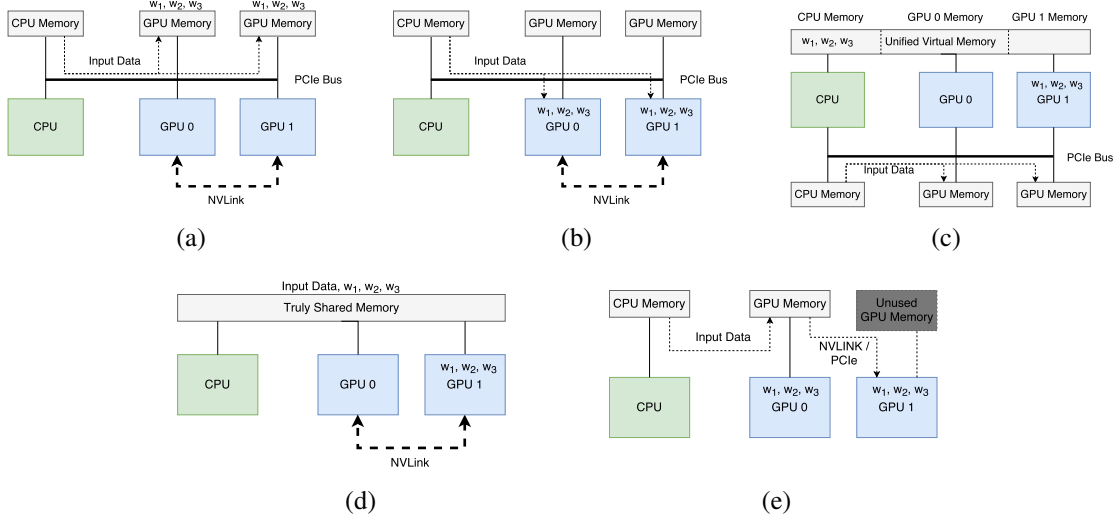 w1, w2, w3
w1, w2, w3
CPU Memory
GPU Memory
GPU Memory
Input Data
PCIe Bus
CPU
GPU 0
GPU 1
NVLink
(a)
CPU Memory
GPU Memory
GPU Memory
Input Data
PCIe Bus
CPU
w1, w2, w3
GPU 0
w1, w2, w3
GPU 1
NVLink
(b)
CPU Memory
GPU 0 Memory
GPU 1 Memory
w1, w2, w3
Unified Virtual Memory
CPU
GPU 0
w1, w2, w3
GPU 1
PCIe Bus
Input Data
CPU Memory
GPU Memory
GPU Memory
(c)
Input Data, w1, w2, w3
Truly Shared Memory
CPU
GPU 0
w1, w2, w3
GPU 1
NVLink
(d)
CPU Memory
GPU Memory
Unused
GPU Memory
Input Data
NVLINK /
PCIe
CPU
w1, w2, w3
GPU 0
w1, w2, w3
GPU 1
(e)